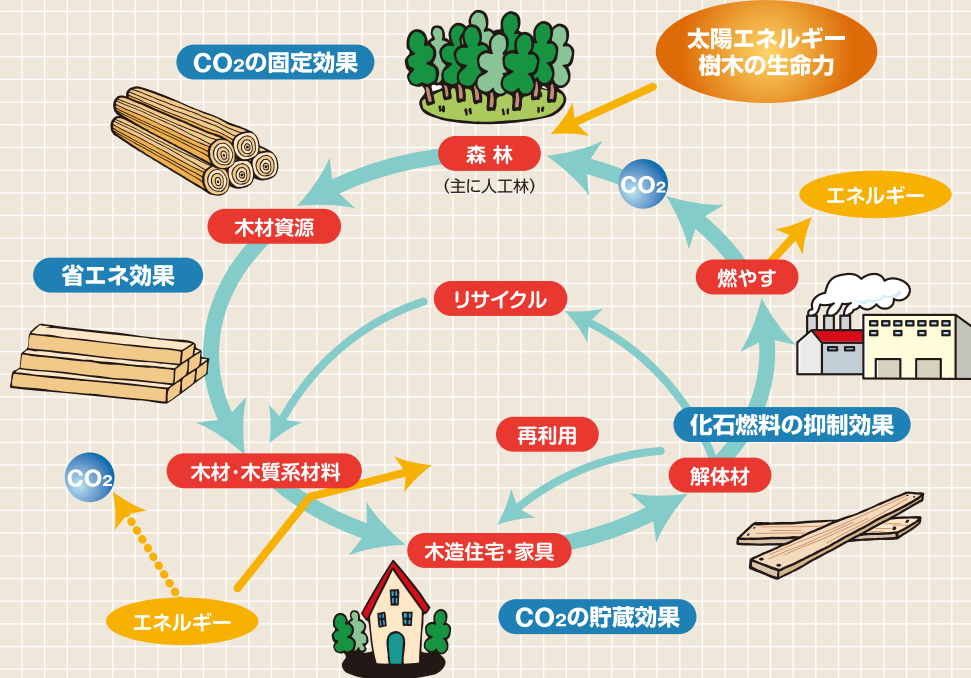 太陽エネルギー
樹木の生命力
CO2の固定効果
森林
（主に人工林）
CO2
エネルギー
木材資源
省エネ効果
燃やす
リサイクル
化石燃料の抑制効果
再利用
木材・木質系材料
解体材
CO2
木造住宅・家具
エネルギー
CO2の貯蔵効果